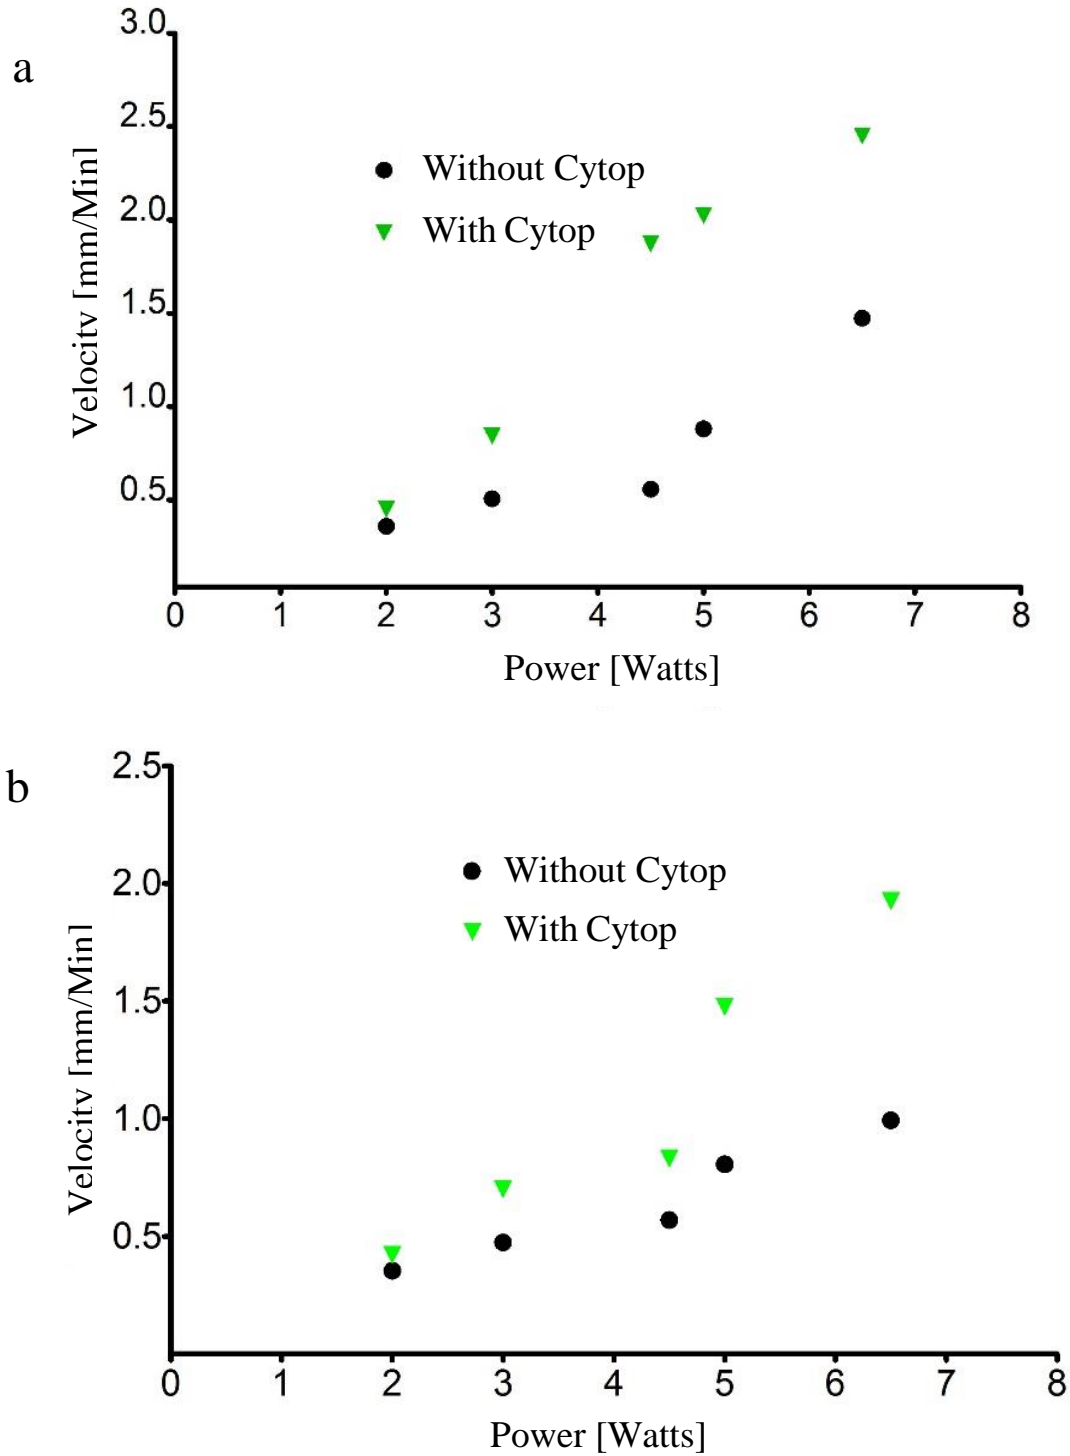 a
3.0
2.5
2.0
1.5
1.0
0.5
Velocity [mm/Min]
Without Cytop
With Cytop
0 1 2 3 4 5 6 7 8
Power [Watts]
b
2.5
2.0
1.5
1.0
0.5
Velocity [mm/Min]
Without Cytop
With Cytop
0 1 2 3 4 5 6 7 8
Power [Watts]